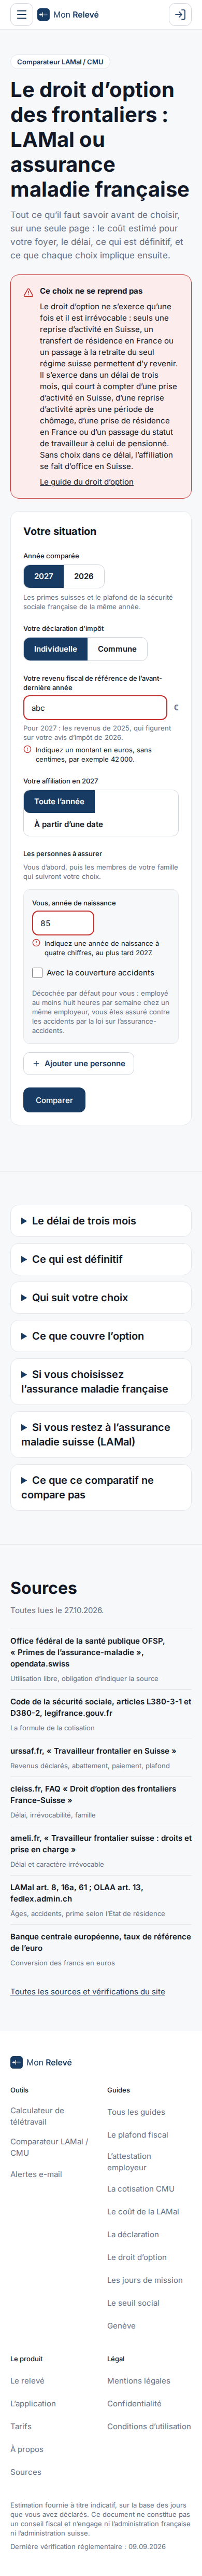 Mon Relevé
Comparateur LAMal / CMU
Le droit d’option
des frontaliers :
LAMal ou
assurance
maladie française
Tout ce qu’il faut savoir avant de choisir,
sur une seule page : le coût estimé pour
votre foyer, le délai, ce qui est définitif, et
ce que chaque choix implique ensuite.
Ce choix ne se reprend pas
Le droit d’option ne s’exerce qu’une
fois et il est irrévocable : seuls une
reprise d’activité en Suisse, un
transfert de résidence en France ou
un passage à la retraite du seul
régime suisse permettent d’y revenir.
Il s’exerce dans un délai de trois
mois, qui court à compter d’une prise
d’activité en Suisse, d’une reprise
d’activité après une période de
chômage, d’une prise de résidence
en France ou d’un passage du statut
de travailleur à celui de pensionné.
Sans choix dans ce délai, l’affiliation
se fait d’office en Suisse.
Le guide du droit d’option
Votre situation
Année comparée
2027
2026
Les primes suisses et le plafond de la sécurité
sociale française de la même année.
Votre déclaration d’impôt
Individuelle
Commune
Votre revenu fiscal de référence de l’avant-
dernière année
abc
€
Pour 2027 : les revenus de 2025, qui figurent
sur votre avis d’impôt de 2026.
Indiquez un montant en euros, sans
centimes, par exemple 42 000.
Votre affiliation en 2027
Toute l’année
À partir d’une date
Les personnes à assurer
Vous d’abord, puis les membres de votre famille
qui suivront votre choix.
Vous, année de naissance
85
Indiquez une année de naissance à
quatre chiffres, au plus tard 2027.
Avec la couverture accidents
Décochée par défaut pour vous : employé
au moins huit heures par semaine chez un
même employeur, vous êtes assuré contre
les accidents par la loi sur l’assurance-
accidents.
Ajouter une personne
Comparer
Le délai de trois mois
Ce qui est définitif
Qui suit votre choix
Ce que couvre l’option
Si vous choisissez
l’assurance maladie française
Si vous restez à l’assurance
maladie suisse (LAMal)
Ce que ce comparatif ne
compare pas
Sources
Toutes lues le 27.10.2026.
Office fédéral de la santé publique OFSP,
« Primes de l’assurance-maladie »,
opendata.swiss
Utilisation libre, obligation d’indiquer la source
Code de la sécurité sociale, articles L380-3-1 et
D380-2, legifrance.gouv.fr
La formule de la cotisation
urssaf.fr, « Travailleur frontalier en Suisse »
Revenus déclarés, abattement, paiement, plafond
cleiss.fr, FAQ « Droit d’option des frontaliers
France-Suisse »
Délai, irrévocabilité, famille
ameli.fr, « Travailleur frontalier suisse : droits et
prise en charge »
Délai et caractère irrévocable
LAMal art. 8, 16a, 61 ; OLAA art. 13,
fedlex.admin.ch
Âges, accidents, prime selon l’État de résidence
Banque centrale européenne, taux de référence
de l’euro
Conversion des francs en euros
Toutes les sources et vérifications du site
Mon Relevé
Outils
Calculateur de
télétravail
Comparateur LAMal /
CMU
Alertes e-mail
Guides
Tous les guides
Le plafond fiscal
L’attestation
employeur
La cotisation CMU
Le coût de la LAMal
La déclaration
Le droit d’option
Les jours de mission
Le seuil social
Genève
Le produit
Le relevé
L’application
Tarifs
À propos
Sources
Légal
Mentions légales
Confidentialité
Conditions d’utilisation
Estimation fournie à titre indicatif, sur la base des jours
que vous avez déclarés. Ce document ne constitue pas
un conseil fiscal et n’engage ni l’administration française
ni l’administration suisse.
Dernière vérification réglementaire : 09.09.2026